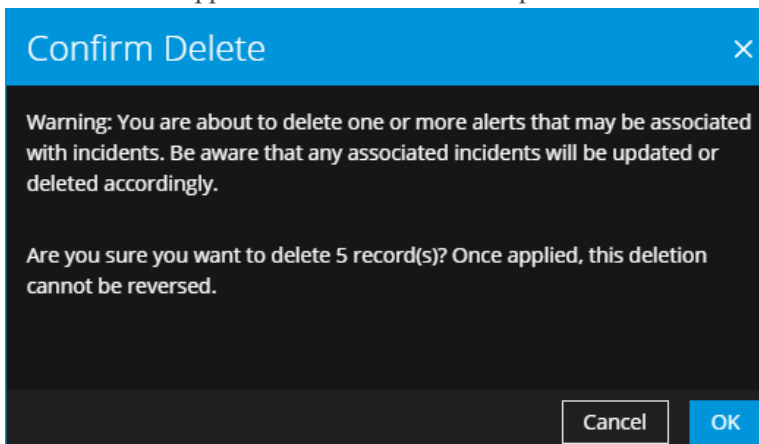 Confirm Delete
Warning: You are about to delete one or more alerts that may be associated
with incidents. Be aware that any associated incidents will be updated or
deleted accordingly.
Are you sure you want to delete 5 record(s)? Once applied, this deletion
cannot be reversed.
Cancel OK